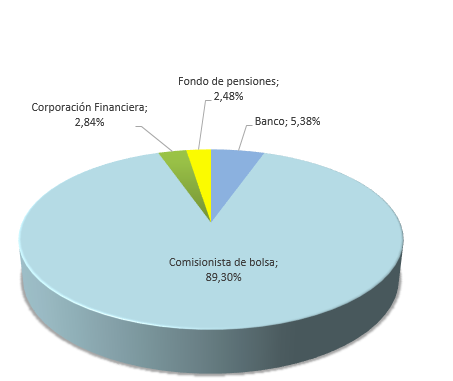 Fondo de pensiones;
2,48%
Corporación Financiera;
2,84%
Banco; 5,38%
Comisionista de bolsa;
89,30%